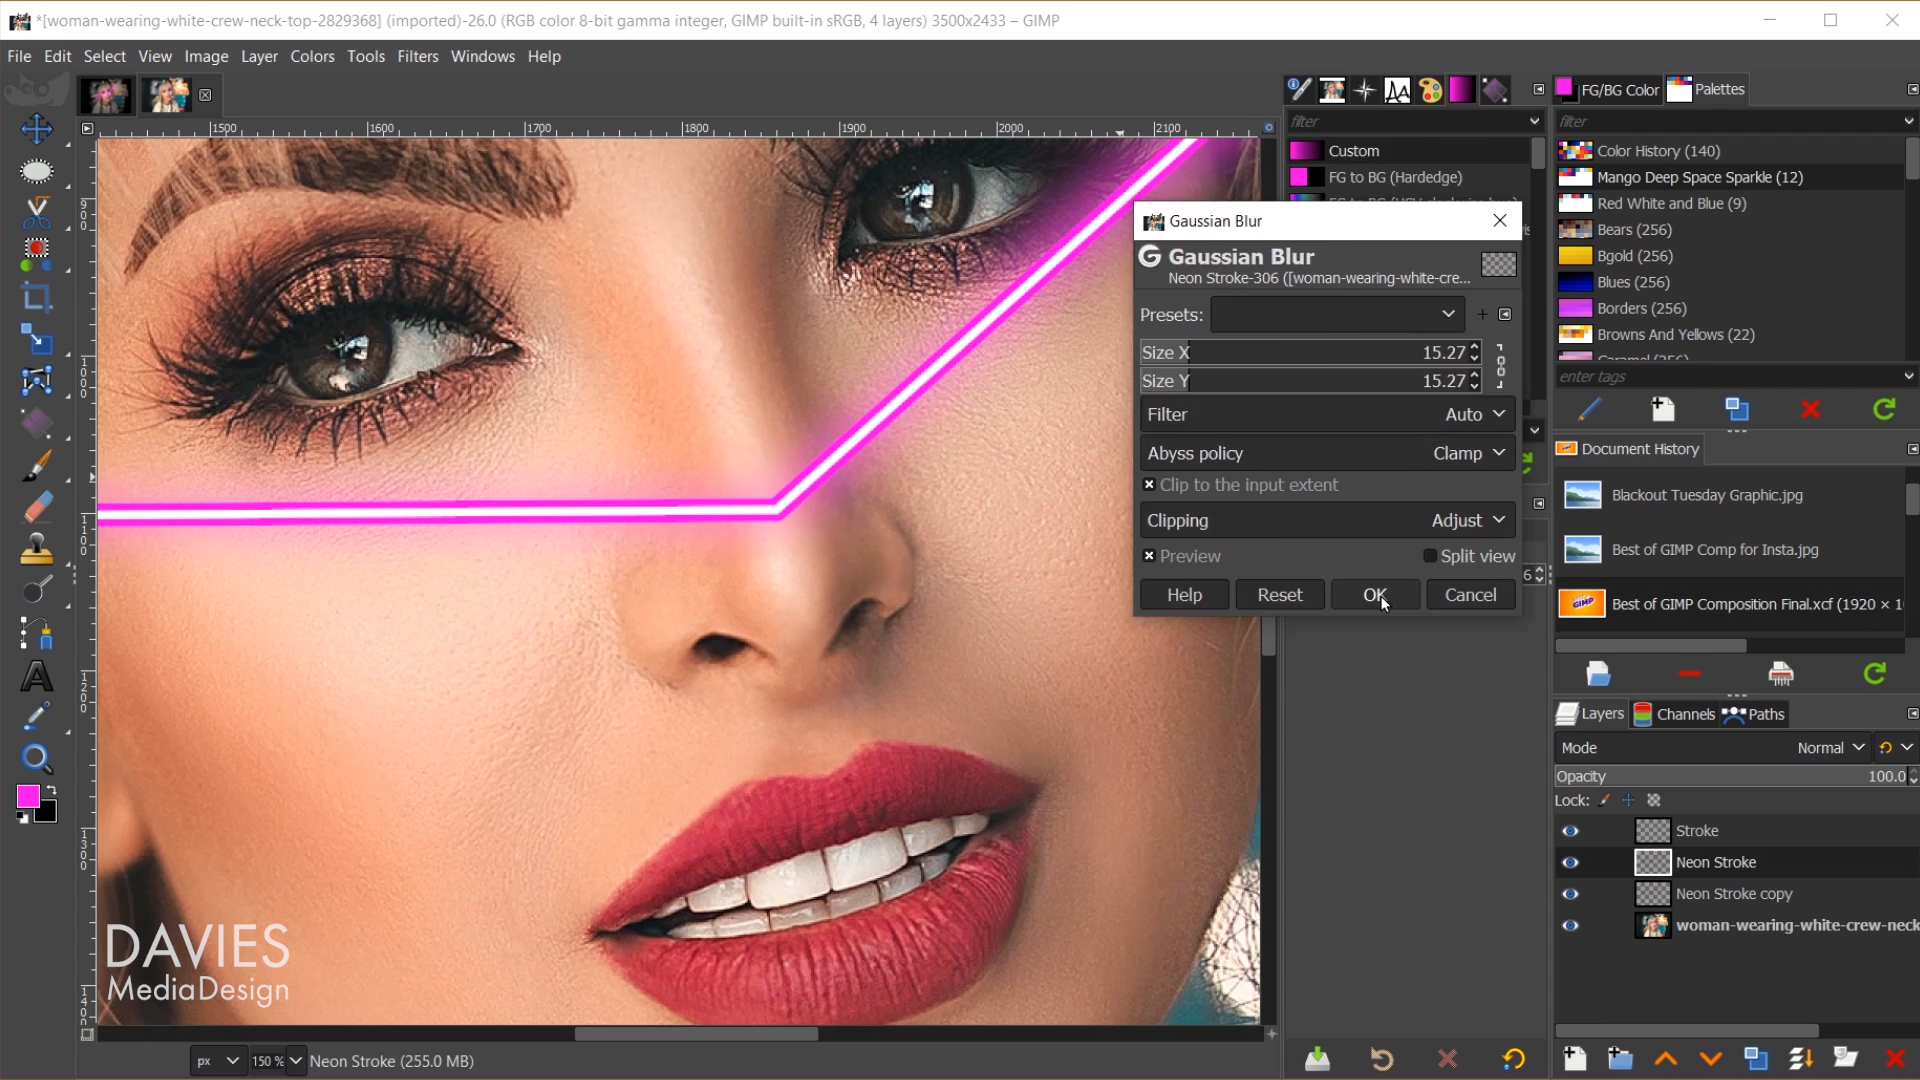 *[woman-wearing-white-crew-neck-top-2829368] (imported)-26.0 (RGB color 8-bit gamma integer, GIMP built-in sRGB, 4 layers) 3500x2433 – GIMP
File Edit Select View Image Layer Colors Tools Filters Windows Help
1500 1600 1700 1800 1900 2000 2100
900
1000
1100
1200
1300
1400
filter
Custom
FG to BG (Hardedge)
Gaussian Blur
Gaussian Blur
Neon Stroke-306 ([woman-wearing-white-cre...
Presets:
Size X 15.27
Size Y 15.27
Filter Auto
Abyss policy Clamp
Clip to the input extent
Clipping Adjust
Preview Split view
Help Reset OK Cancel
FG/BG Color Palettes
filter
Color History (140)
Mango Deep Space Sparkle (12)
Red White and Blue (9)
Bears (256)
Bgold (256)
Blues (256)
Borders (256)
Browns And Yellows (22)
enter tags
Document History
Blackout Tuesday Graphic.jpg
Best of GIMP Comp for Insta.jpg
Best of GIMP Composition Final.xcf (1920 × 1
Layers Channels Paths
Mode Normal
Opacity 100.0
Lock:
Stroke
Neon Stroke
Neon Stroke copy
woman-wearing-white-crew-neck
DAVIES
MediaDesign
px 150 % Neon Stroke (255.0 MB)